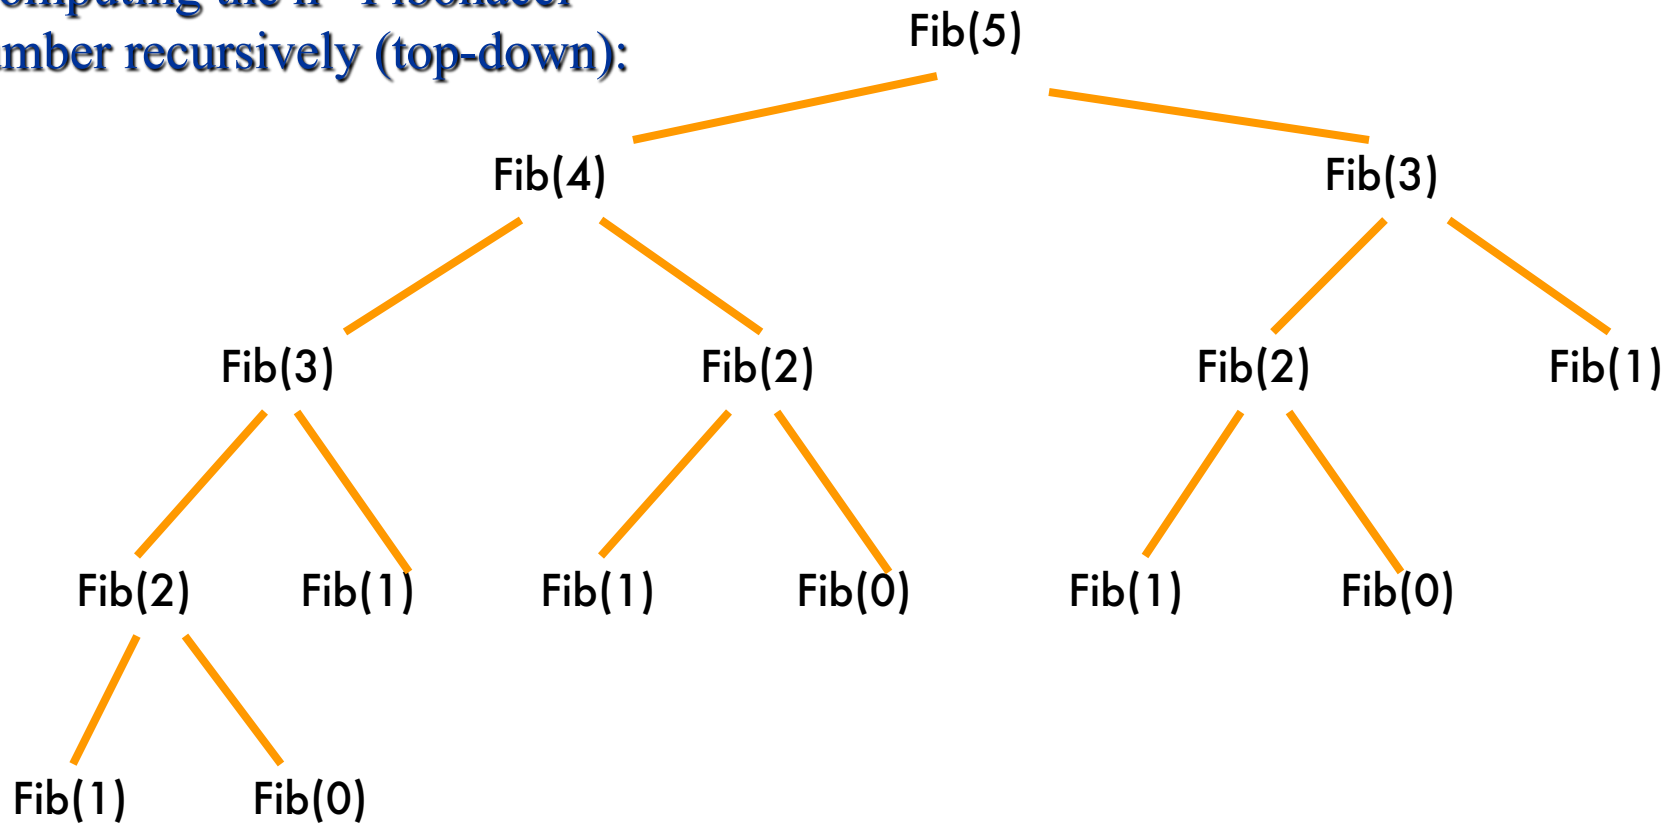 number recursively (top-down):
Fib(5)
Fib(4) Fib(3)
Fib(3) Fib(2) Fib(2) Fib(1)
Fib(2) Fib(1) Fib(1) Fib(0) Fib(1) Fib(0)
Fib(1) Fib(0)